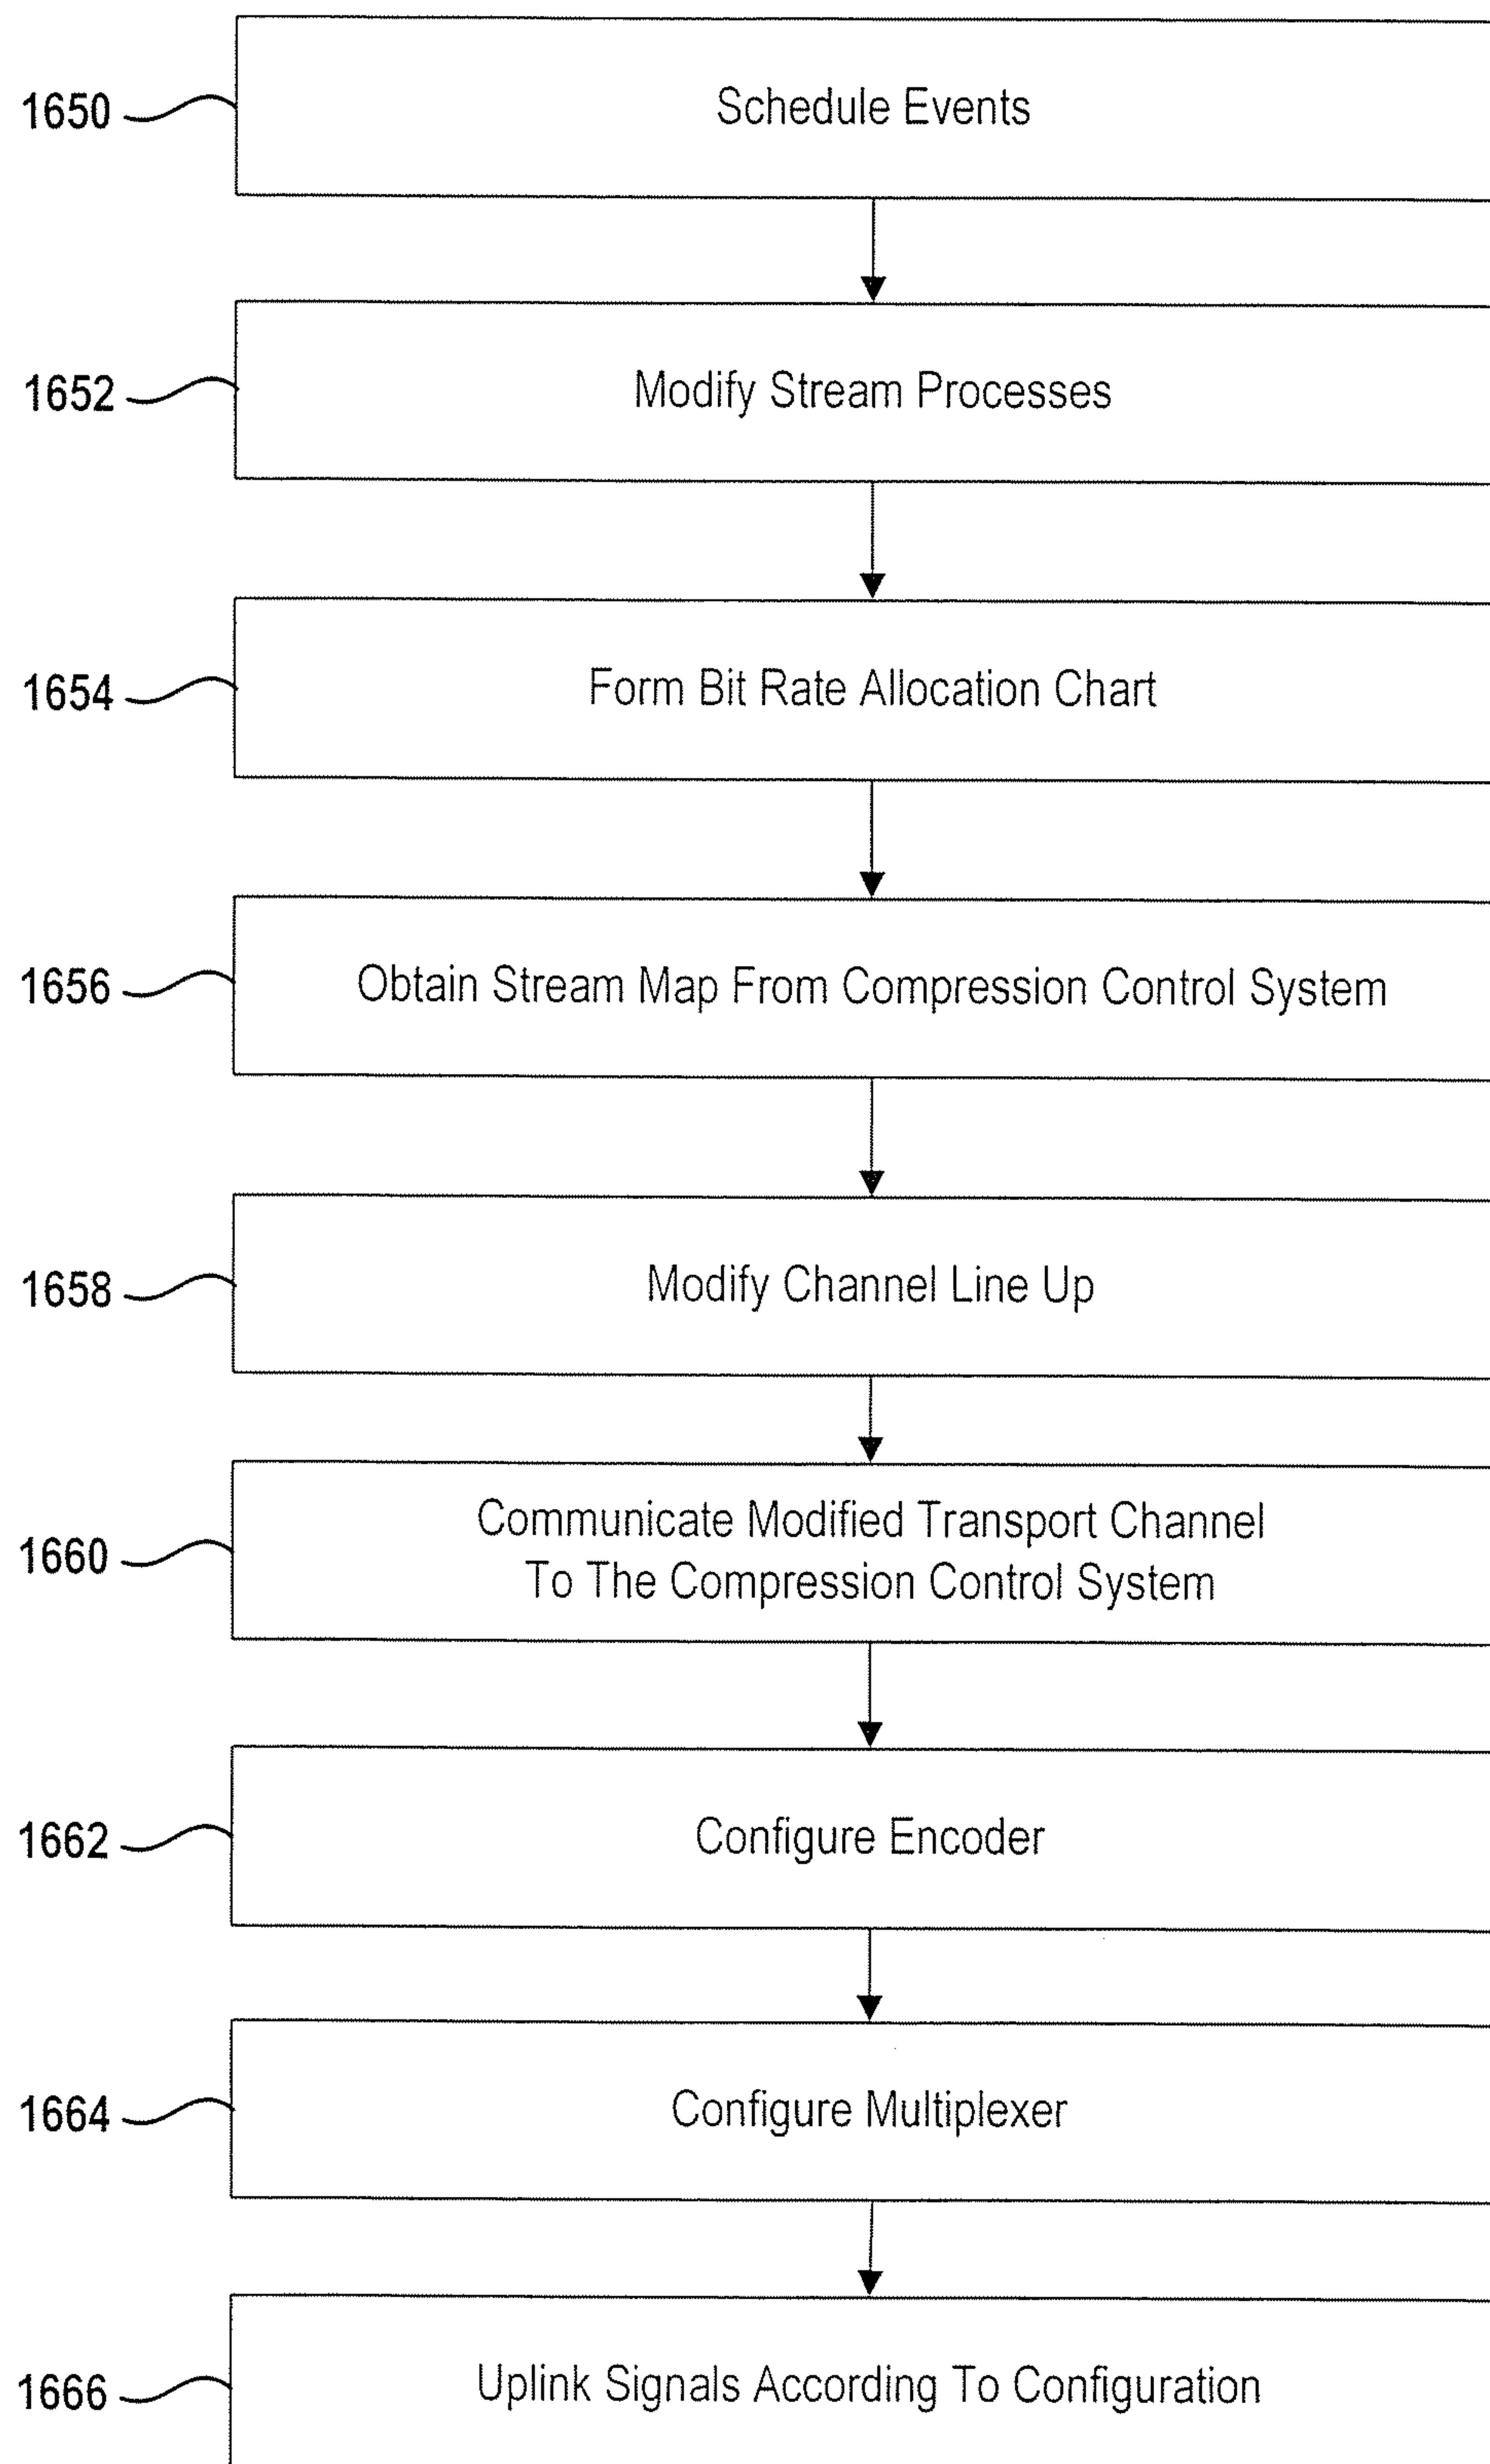 1650
Schedule Events
1652
Modify Stream Processes
1654
Form Bit Rate Allocation Chart
1656
Obtain Stream Map From Compression Control System
1658
Modify Channel Line Up
1660
Communicate Modified Transport Channel
To The Compression Control System
1662
Configure Encoder
1664
Configure Multiplexer
1666
Uplink Signals According To Configuration